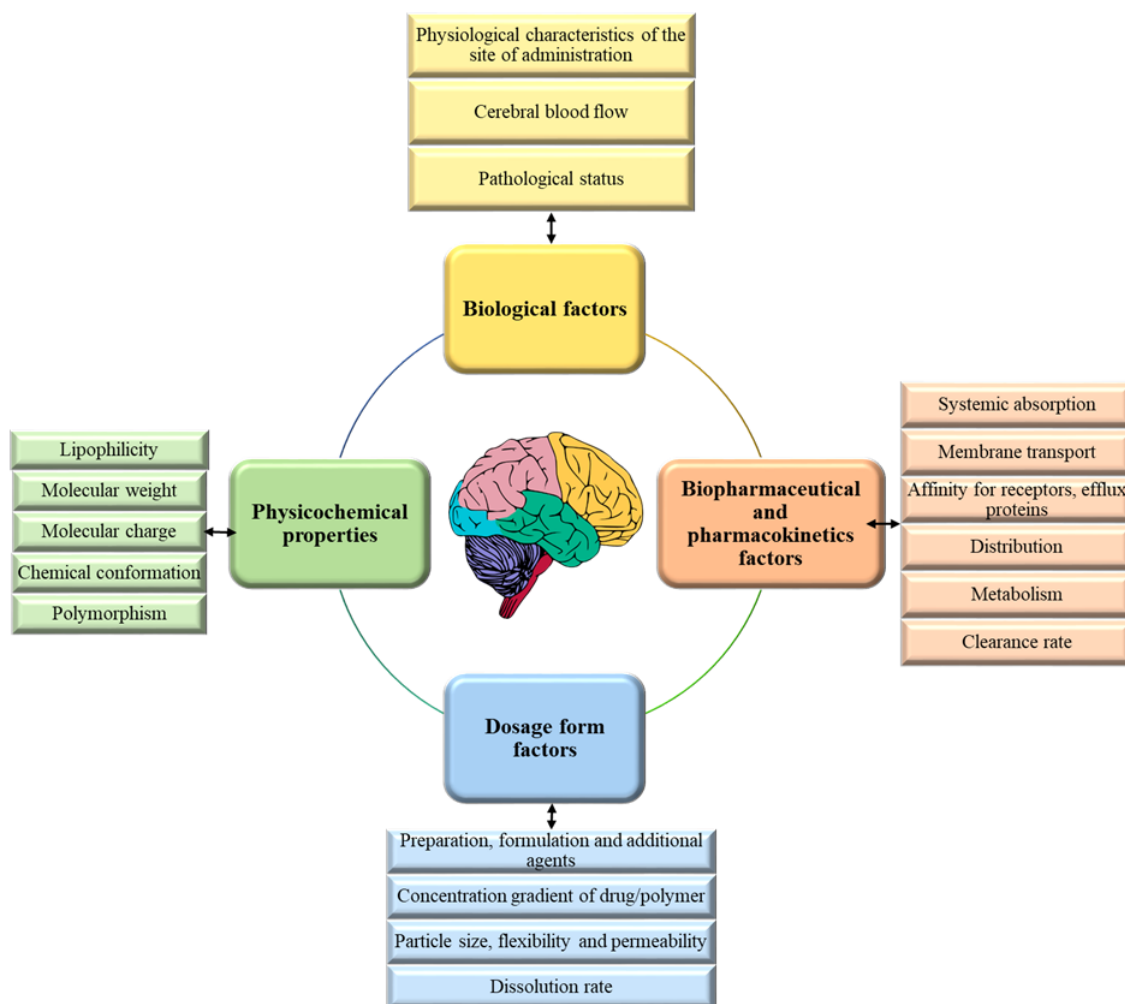 Physiological characteristics of the
site of administration
Cerebral blood flow
Pathological status
Biological factors
Lipophilicity
Molecular weight
Molecular charge
Chemical conformation
Polymorphism
Physicochemical
properties
Biopharmaceutical
and
pharmacokinetics
factors
Systemic absorption
Membrane transport
Affinity for receptors, efflux
proteins
Distribution
Metabolism
Clearance rate
Dosage form
factors
Preparation, formulation and additional
agents
Concentration gradient of drug/polymer
Particle size, flexibility and permeability
Dissolution rate